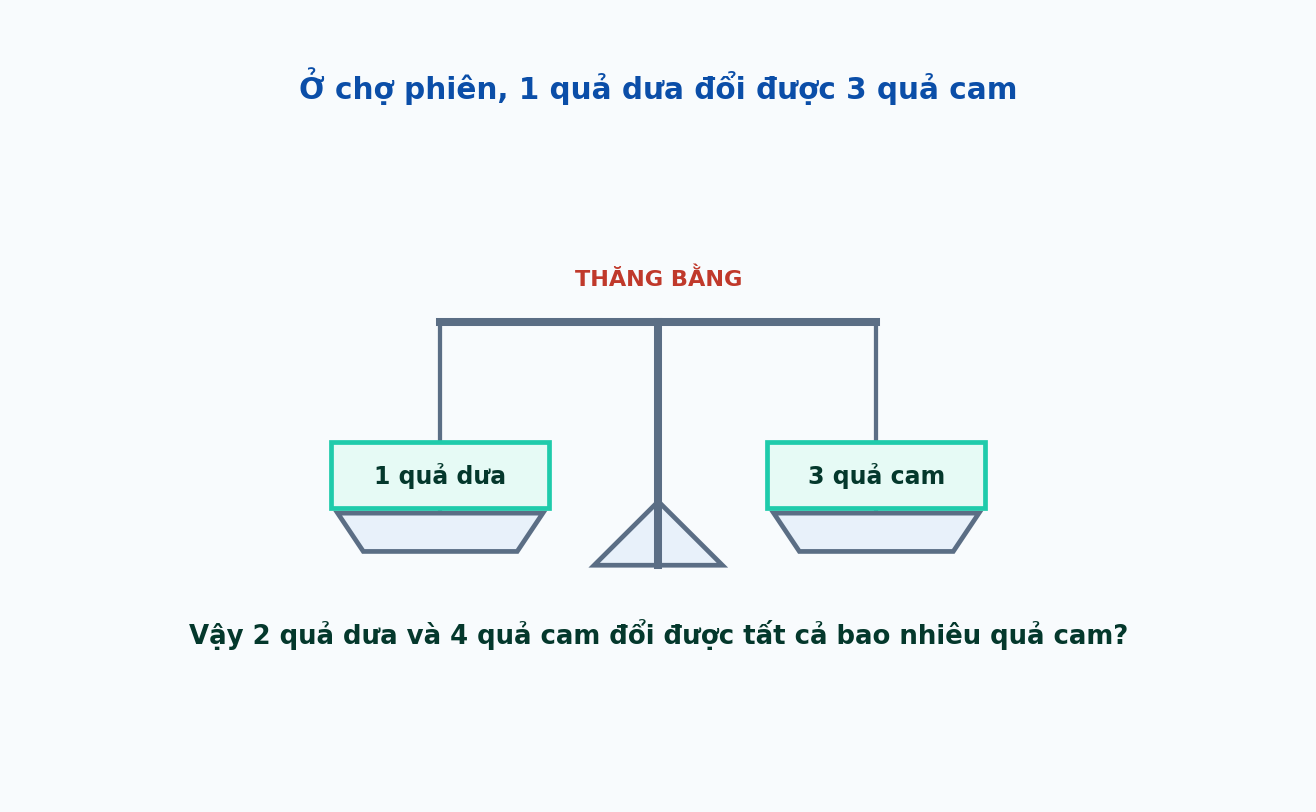 Ở chợ phiên, 1 quả dưa đổi được 3 quả cam
THĂNG BẰNG
1 quả dưa
3 quả cam
Vậy 2 quả dưa và 4 quả cam đổi được tất cả bao nhiêu quả cam?